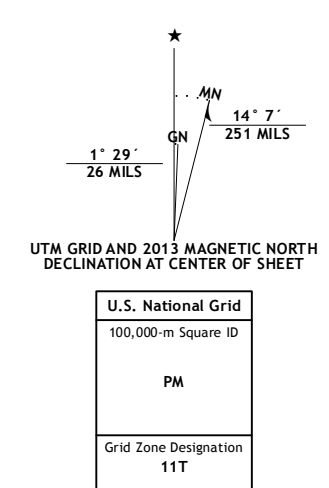 ★
MN
GN
1° 29´
26 MILS
14° 7´
251 MILS
UTM GRID AND 2013 MAGNETIC NORTH
DECLINATION AT CENTER OF SHEET
U.S. National Grid
100,000-m Square ID
PM
Grid Zone Designation
11T